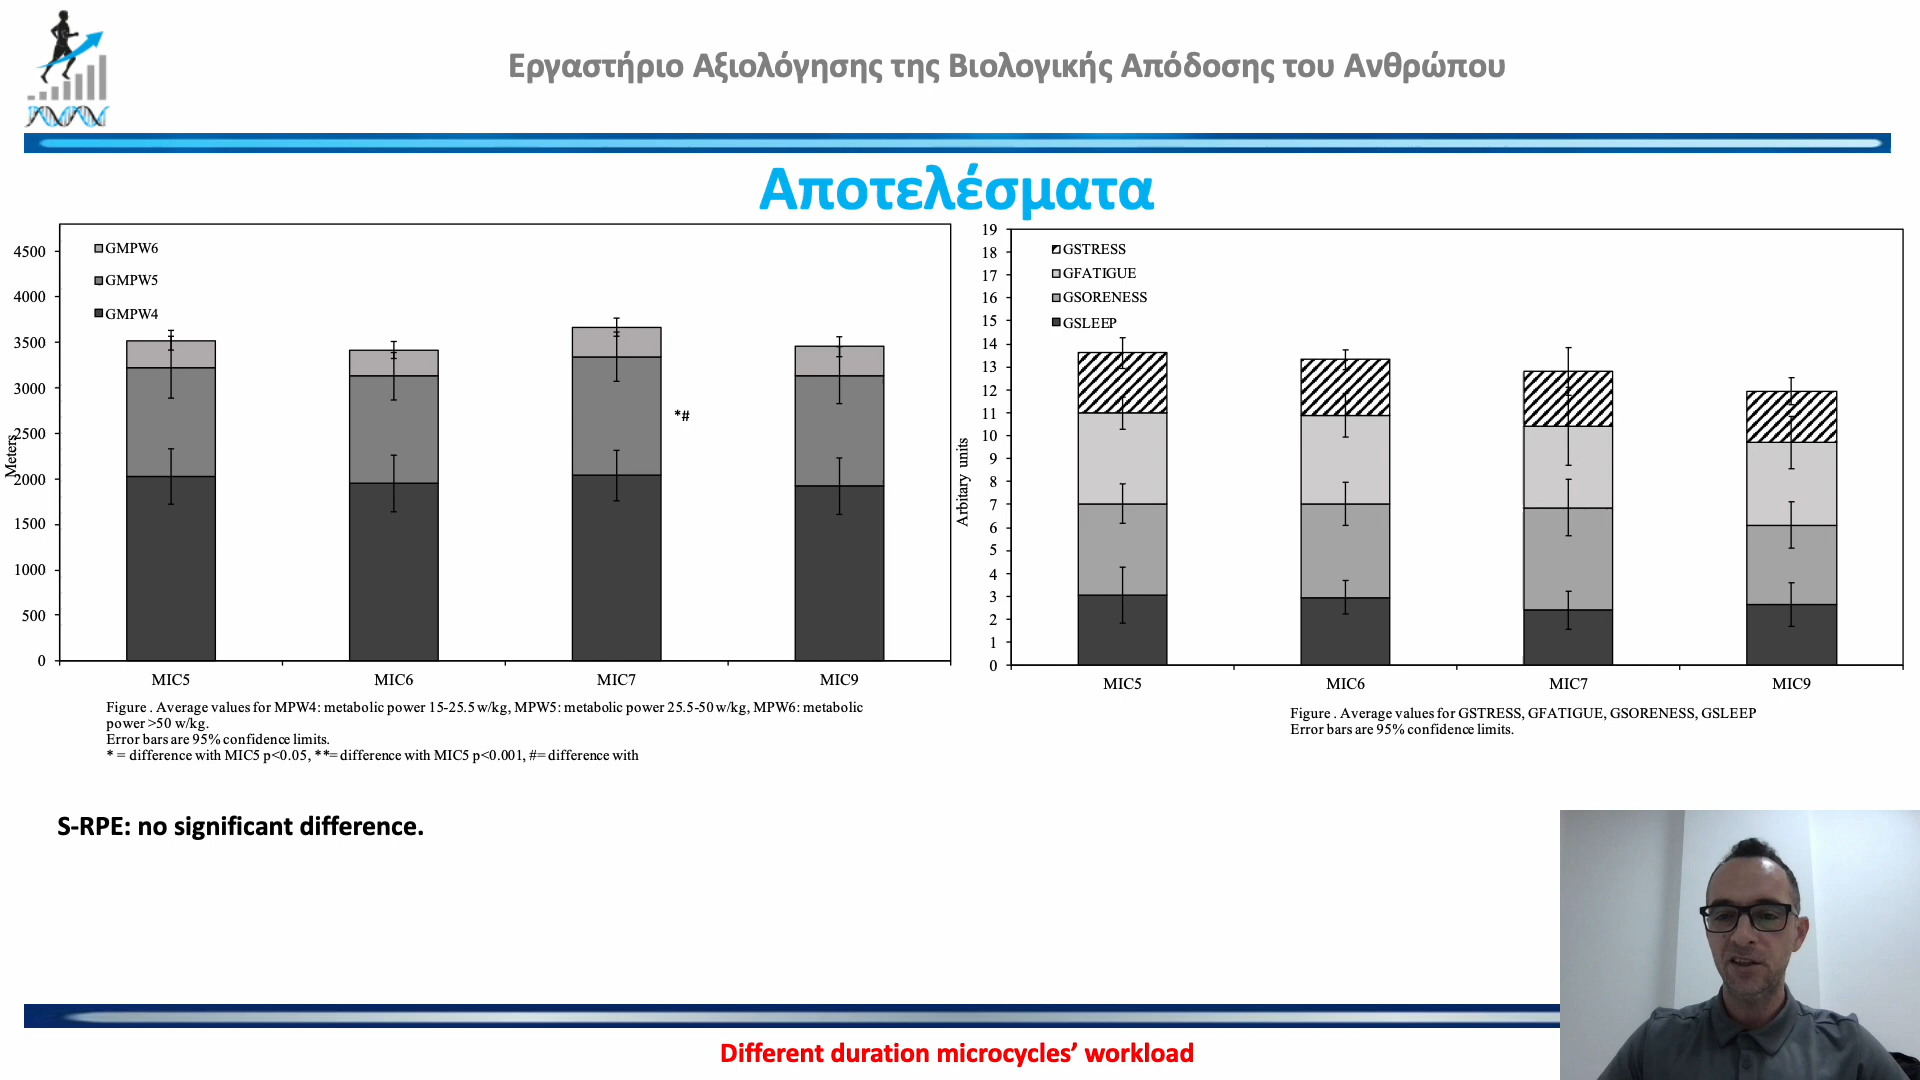 Εργαστήριο Αξιολόγησης της Βιολογικής Απόδοσης του Ανθρώπου
Αποτελέσματα
4500
4000
3500
3000
2500
2000
1500
1000
500
0
Meters
GMPW6
GMPW5
GMPW4
*#
MIC5 MIC6 MIC7 MIC9
Figure . Average values for MPW4: metabolic power 15-25.5 w/kg, MPW5: metabolic power 25.5-50 w/kg, MPW6: metabolic
power >50 w/kg.
Error bars are 95% confidence limits.
* = difference with MIC5 p<0.05, **= difference with MIC5 p<0.001, #= difference with
19
18
17
16
15
14
13
12
11
10
9
8
7
6
5
4
3
2
1
0
Arbitary units
GSTRESS
GFATIGUE
GSORENESS
GSLEEP
MIC5 MIC6 MIC7 MIC9
Figure . Average values for GSTRESS, GFATIGUE, GSORENESS, GSLEEP
Error bars are 95% confidence limits.
S-RPE: no significant difference.
Different duration microcycles’ workload